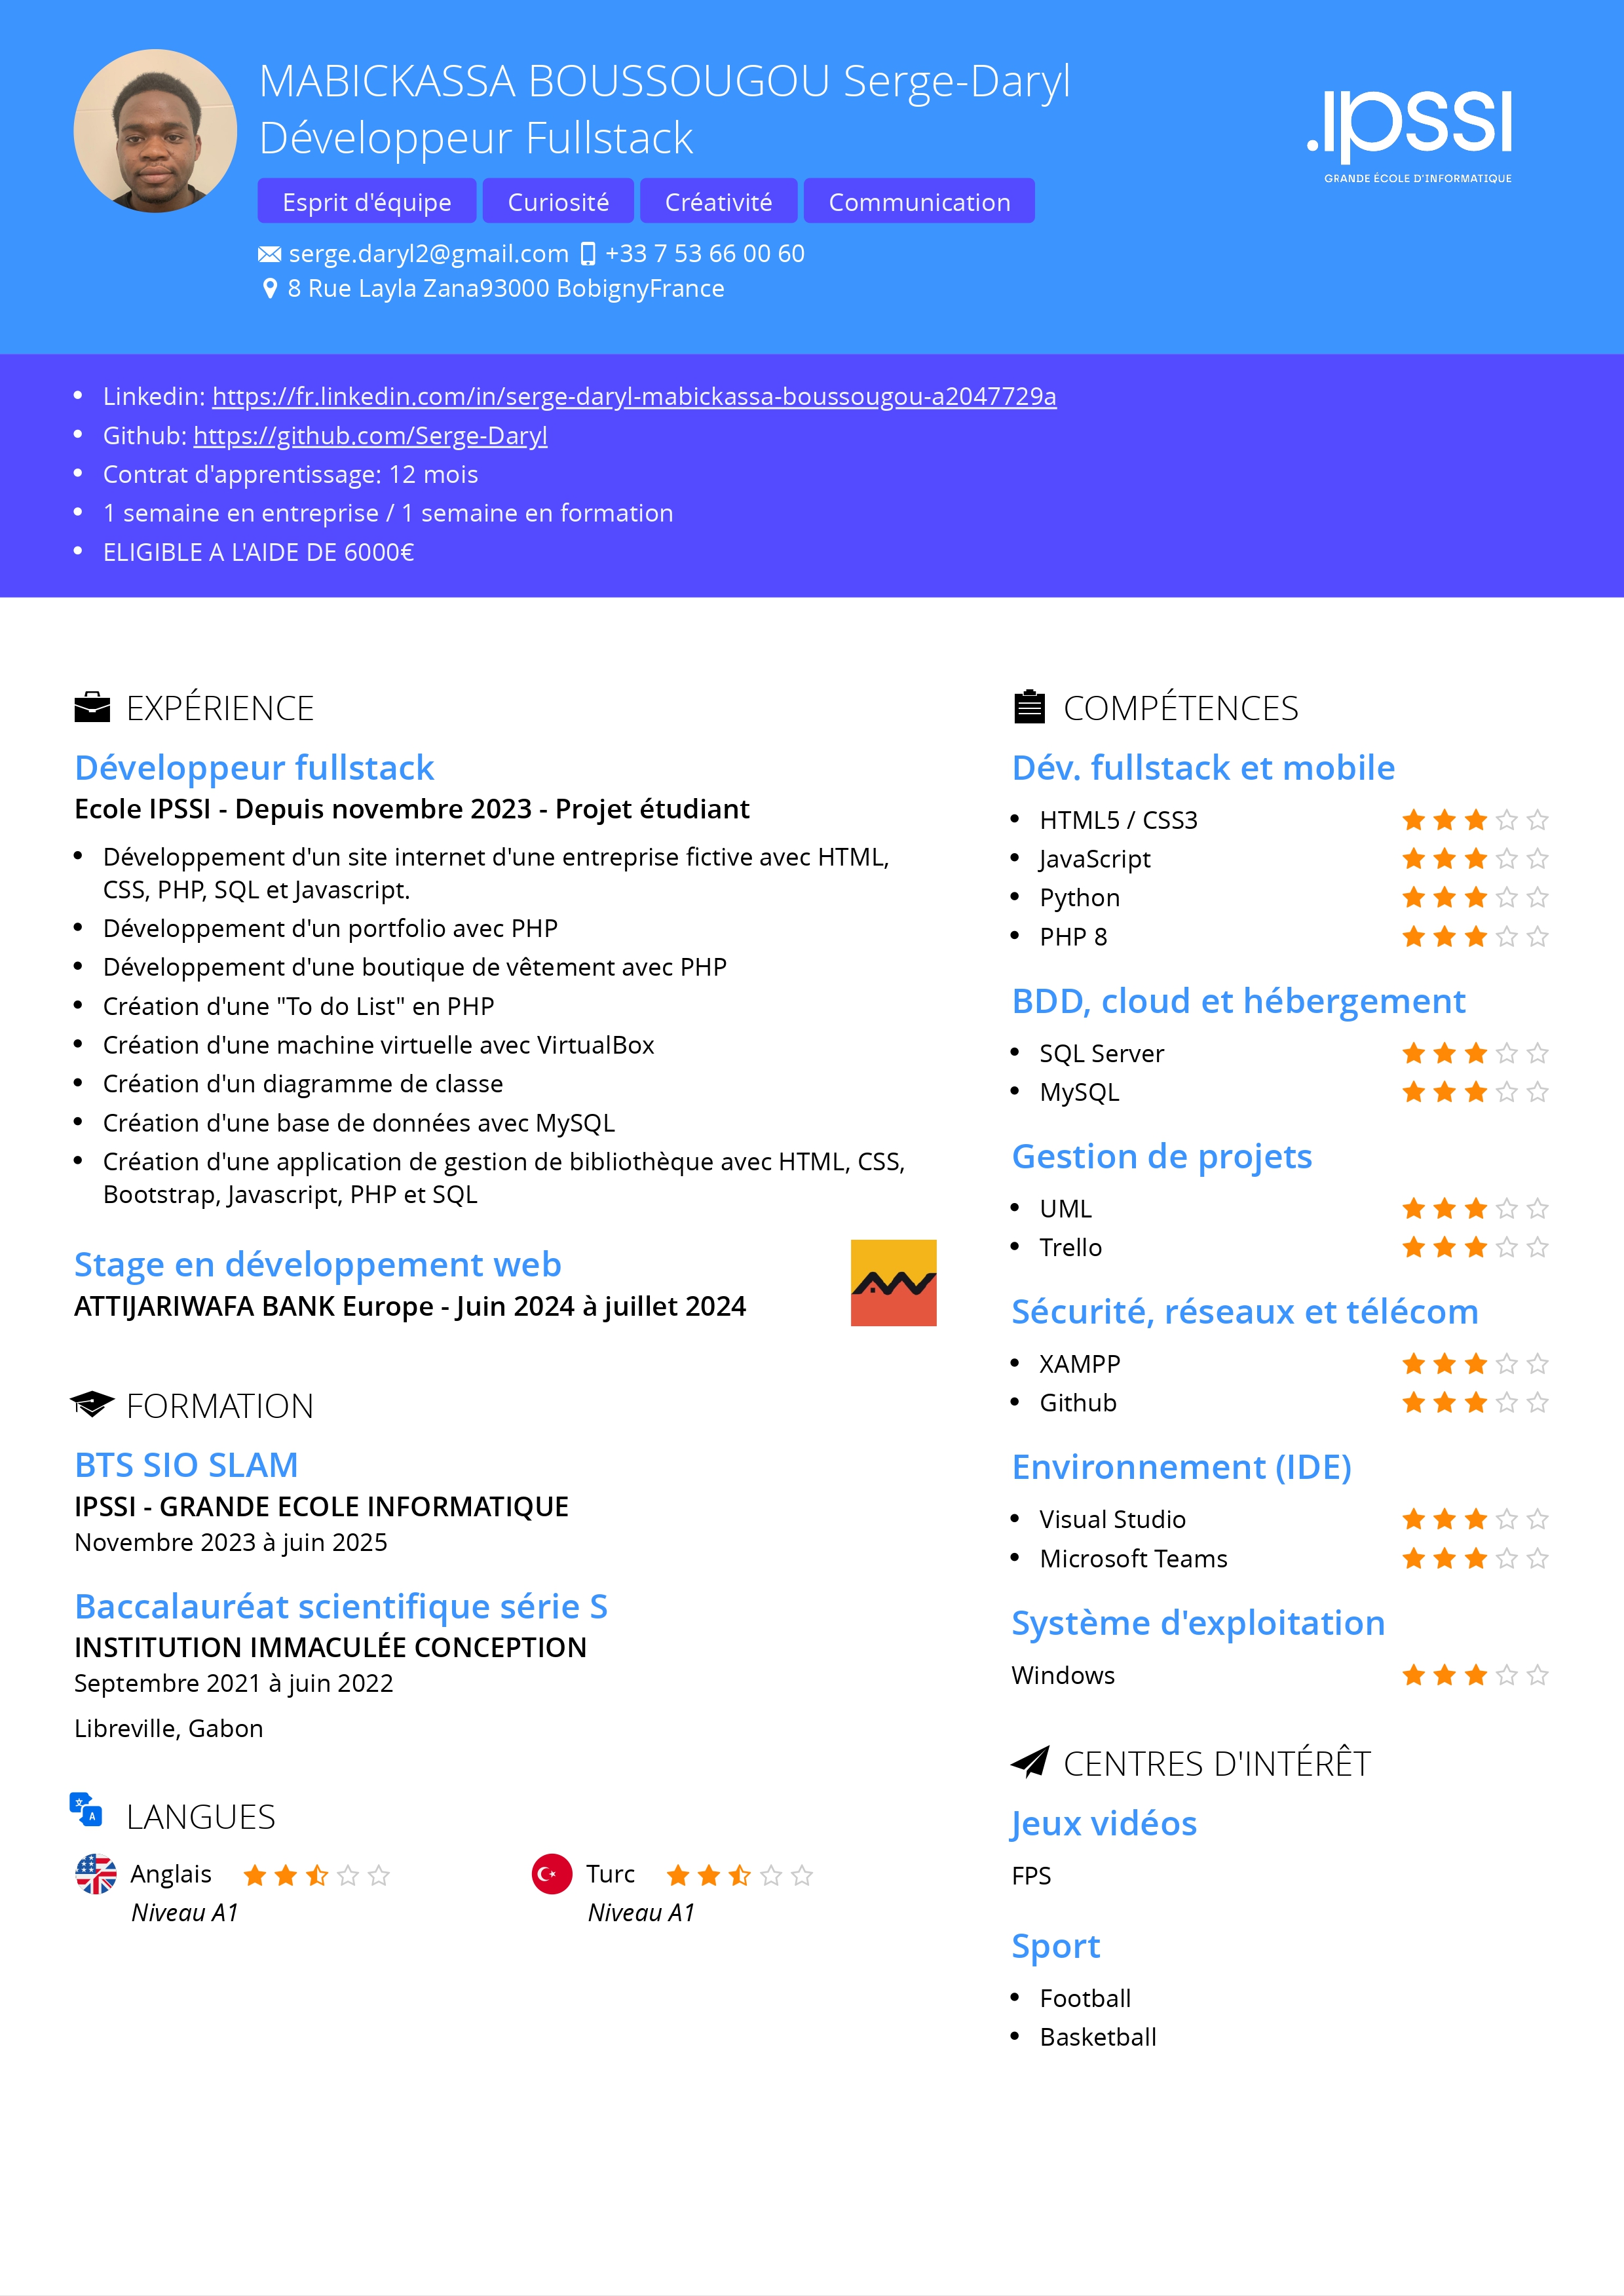 MABICKASSA BOUSSOUGOU Serge-Daryl
Développeur Fullstack
Esprit d'équipe Curiosité Créativité Communication
serge.daryl2@gmail.com +33 7 53 66 00 60
8 Rue Layla Zana93000 BobignyFrance
.IPSSI
GRANDE ÉCOLE D'INFORMATIQUE
• Linkedin: https://fr.linkedin.com/in/serge-daryl-mabickassa-boussougou-a2047729a
• Github: https://github.com/Serge-Daryl
• Contrat d'apprentissage: 12 mois
• 1 semaine en entreprise / 1 semaine en formation
• ELIGIBLE A L'AIDE DE 6000€
EXPÉRIENCE
Développeur fullstack
Ecole IPSSI - Depuis novembre 2023 - Projet étudiant
• Développement d'un site internet d'une entreprise fictive avec HTML,
CSS, PHP, SQL et Javascript.
• Développement d'un portfolio avec PHP
• Développement d'une boutique de vêtement avec PHP
• Création d'une "To do List" en PHP
• Création d'une machine virtuelle avec VirtualBox
• Création d'un diagramme de classe
• Création d'une base de données avec MySQL
• Création d'une application de gestion de bibliothèque avec HTML, CSS,
Bootstrap, Javascript, PHP et SQL
Stage en développement web
ATTIJARIWAFA BANK Europe - Juin 2024 à juillet 2024
FORMATION
BTS SIO SLAM
IPSSI - GRANDE ECOLE INFORMATIQUE
Novembre 2023 à juin 2025
Baccalauréat scientifique série S
INSTITUTION IMMACULÉE CONCEPTION
Septembre 2021 à juin 2022
Libreville, Gabon
LANGUES
Anglais
Niveau A1
Turc
Niveau A1
COMPÉTENCES
Dév. fullstack et mobile
• HTML5 / CSS3
• JavaScript
• Python
• PHP 8
BDD, cloud et hébergement
• SQL Server
• MySQL
Gestion de projets
• UML
• Trello
Sécurité, réseaux et télécom
• XAMPP
• Github
Environnement (IDE)
• Visual Studio
• Microsoft Teams
Système d'exploitation
Windows
CENTRES D'INTÉRÊT
Jeux vidéos
FPS
Sport
• Football
• Basketball